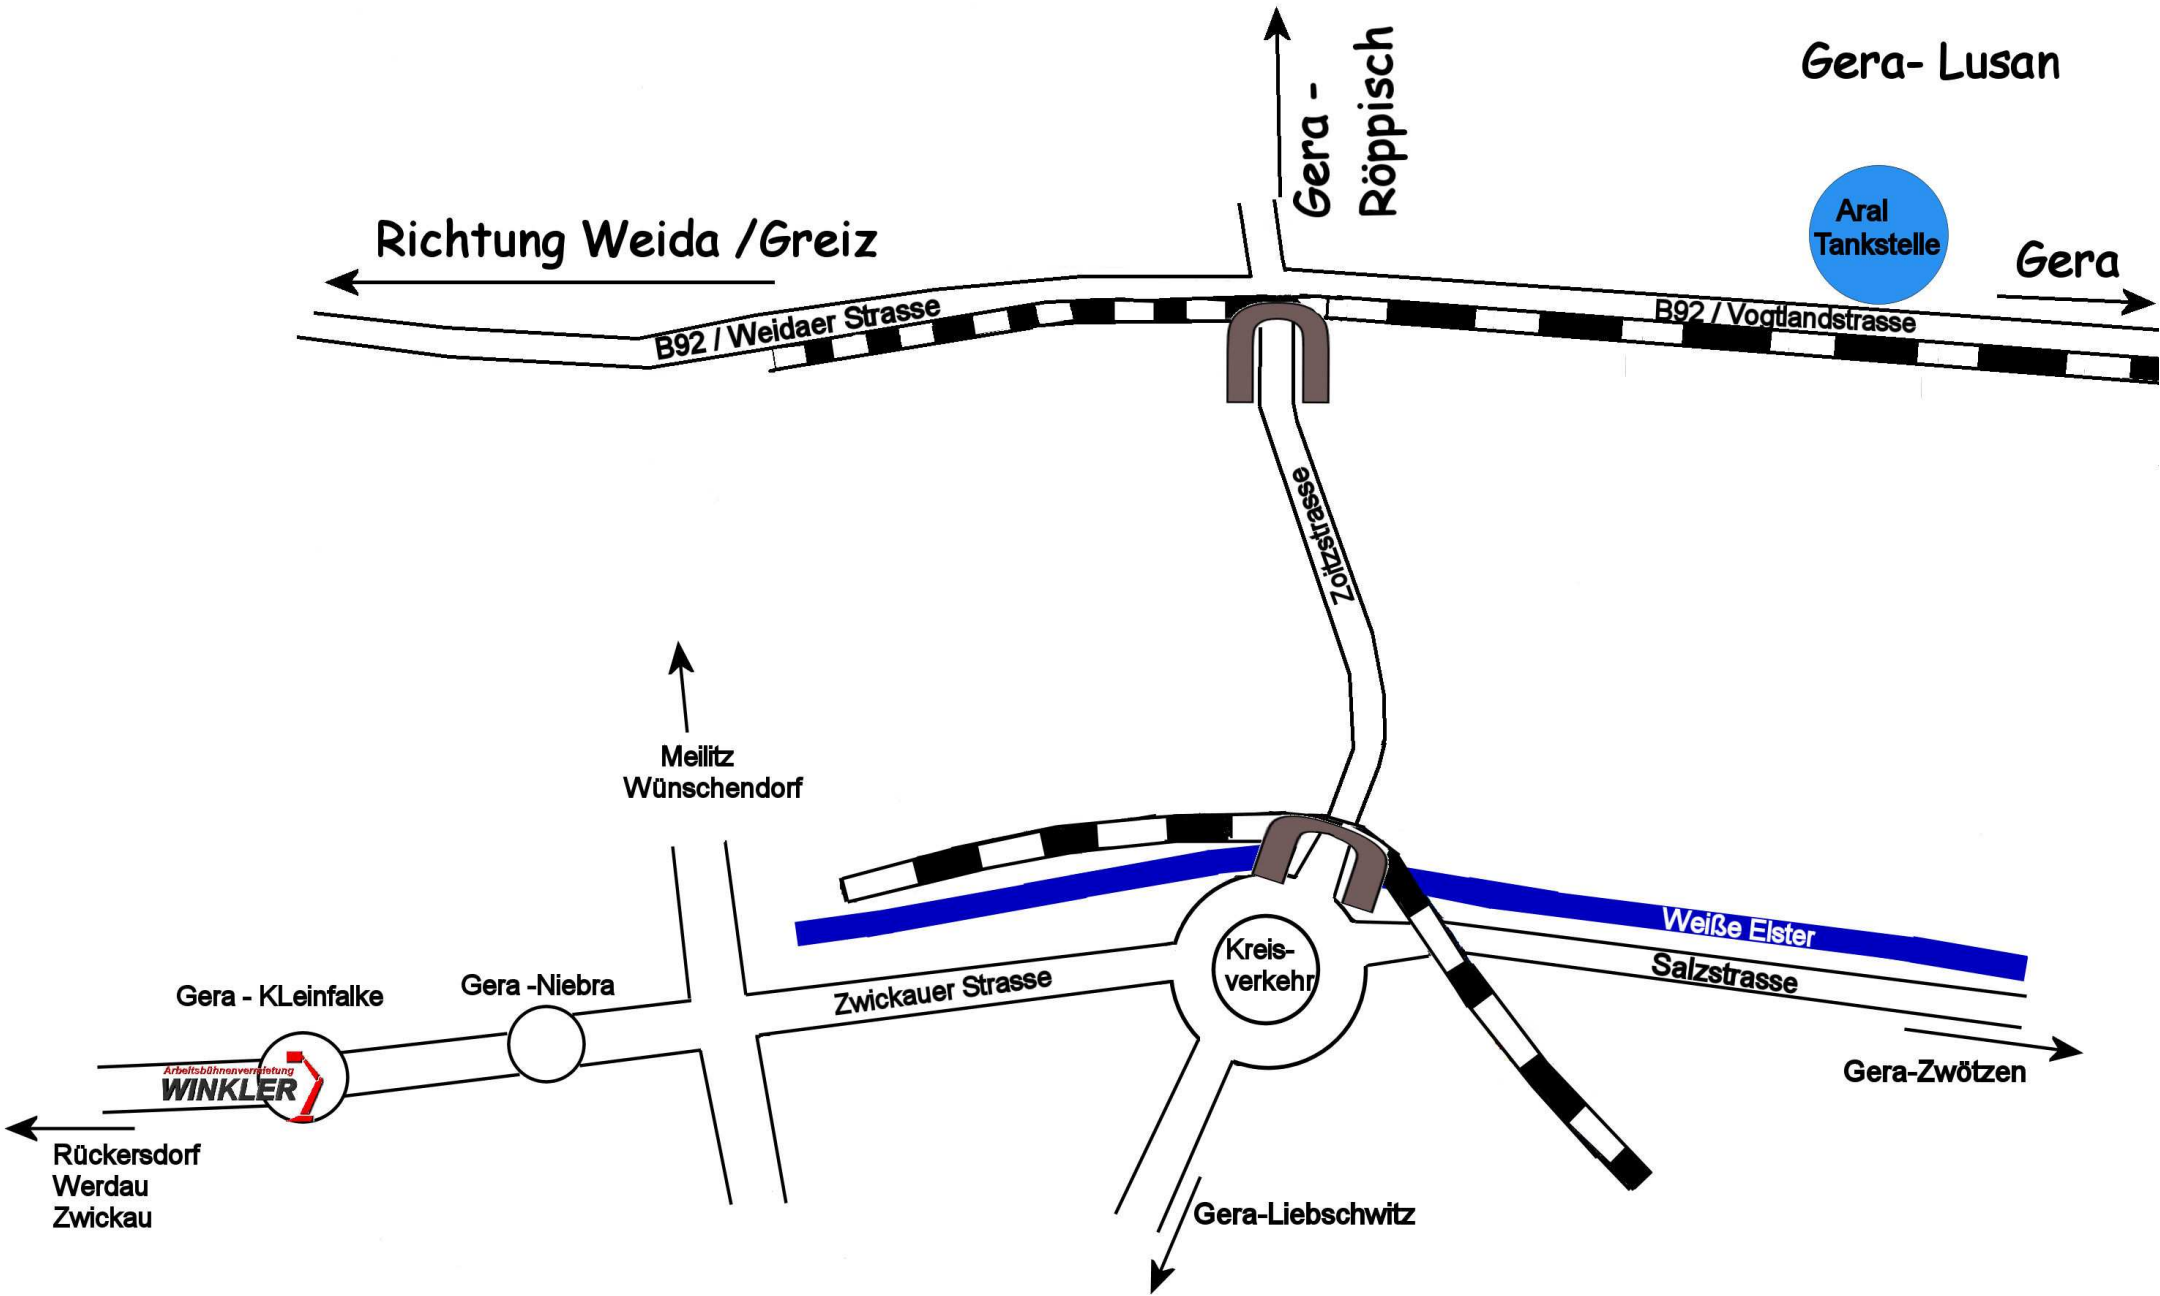 Gera- Lusan
Gera -
Röppisch
Richtung Weida /Greiz
Aral
Tankstelle
Gera
B92 / Weidaer Strasse
B92 / Vogtlandstrasse
Zoitzstrasse
Meilitz
Wünschendorf
Weiße Elster
Kreis-
verkehr
Salzstrasse
Zwickauer Strasse
Gera -Niebra
Gera - KLeinfalke
Arbeitsbühnenvermietung
WINKLER
Gera-Zwötzen
Rückersdorf
Werdau
Zwickau
Gera-Liebschwitz